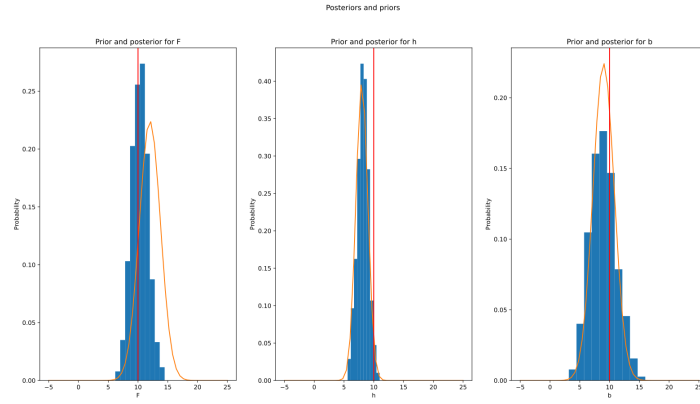 Posteriors and priors
Prior and posterior for F
Probability
0.25
0.20
0.15
0.10
0.05
0.00
−5 0 5 10 15 20 25
F
Prior and posterior for h
Probability
0.40
0.35
0.30
0.25
0.20
0.15
0.10
0.05
0.00
−5 0 5 10 15 20 25
h
Prior and posterior for b
Probability
0.20
0.15
0.10
0.05
0.00
−5 0 5 10 15 20 25
b